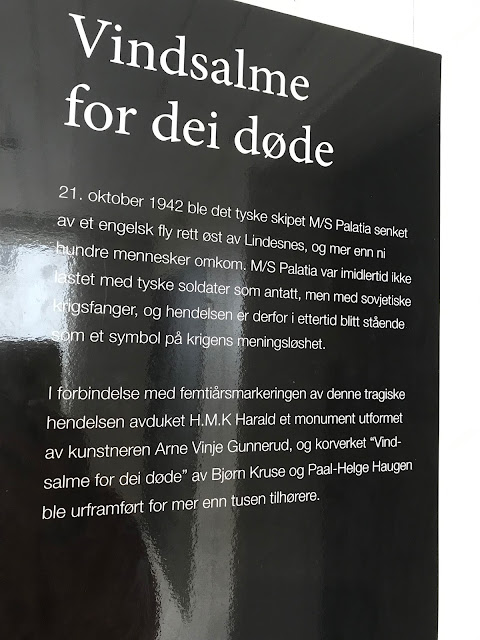 Vindsalme
for dei døde
21. oktober 1942 ble det tyske skipet M/S Palatia senket
av et engelsk fly rett øst av Lindesnes, og mer enn ni
hundre mennesker omkom. M/S Palatia var imidlertid ikke
lastet med tyske soldater som antatt, men med sovjetiske
krigsfanger, og hendelsen er derfor i ettertid blitt stående
som et symbol på krigens meningsløshet.
I forbindelse med femtiårsmarkeringen av denne tragiske
hendelsen avduket H.M.K Harald et monument utformet
av kunstneren Arne Vinje Gunnerud, og korverket “Vind-
salme for dei døde” av Bjørn Kruse og Paal-Helge Haugen
ble urframført for mer enn tusen tilhørere.